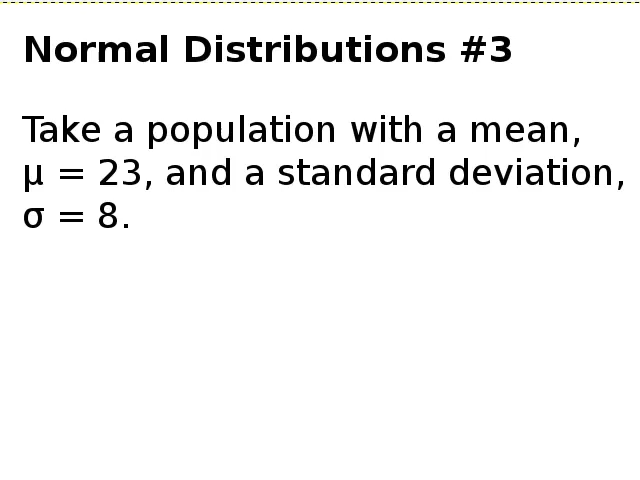 Normal Distributions #3
Take a population with a mean,
μ = 23, and a standard deviation,
σ = 8.